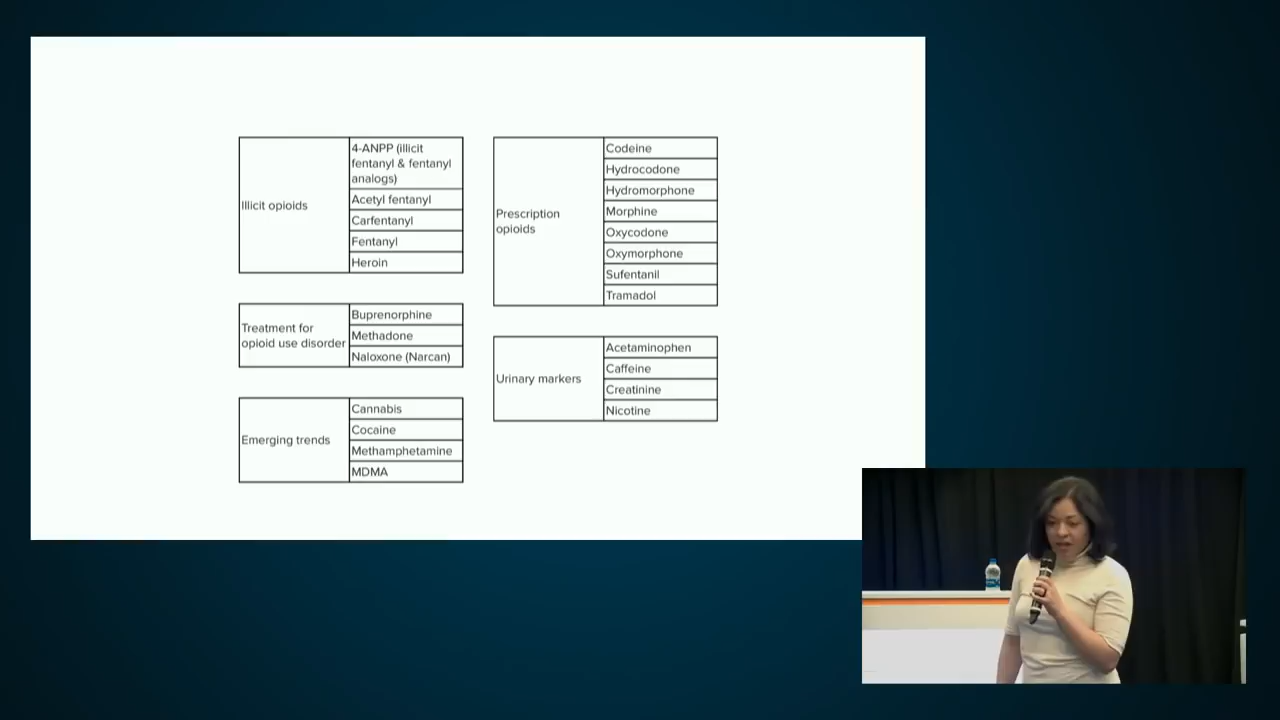 Illicit opioids
4-ANPP (illicit
fentanyl & fentanyl
analogs)
Acetyl fentanyl
Carfentanyl
Fentanyl
Heroin
Treatment for
opioid use disorder
Buprenorphine
Methadone
Naloxone (Narcan)
Emerging trends
Cannabis
Cocaine
Methamphetamine
MDMA
Prescription
opioids
Codeine
Hydrocodone
Hydromorphone
Morphine
Oxycodone
Oxymorphone
Sufentanil
Tramadol
Urinary markers
Acetaminophen
Caffeine
Creatinine
Nicotine